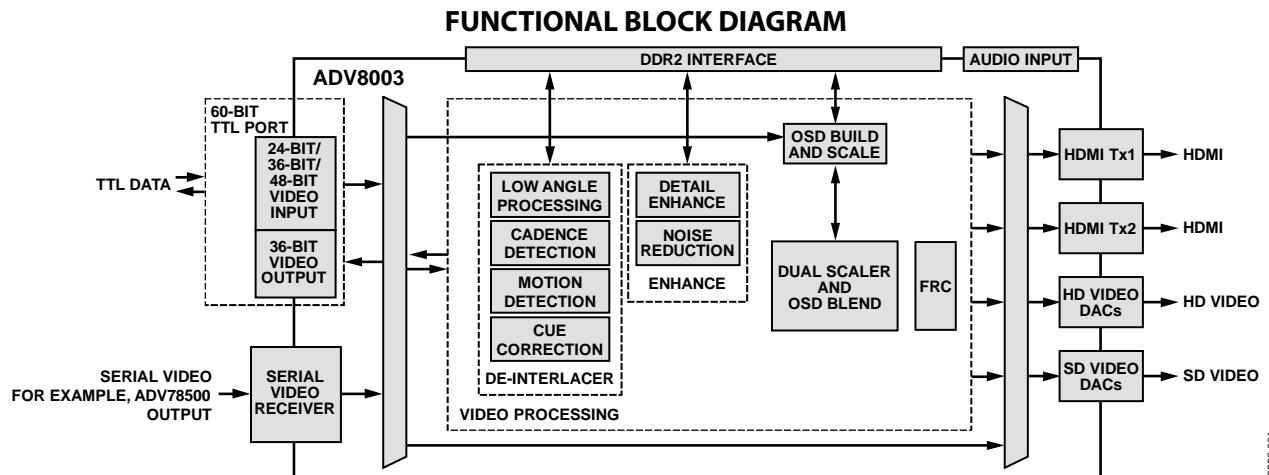 FUNCTIONAL BLOCK DIAGRAM
DDR2 INTERFACE
AUDIO INPUT
ADV8003
60-BIT
TTL PORT
24-BIT/
36-BIT/
48-BIT
VIDEO
INPUT
TTL DATA
36-BIT
VIDEO
OUTPUT
SERIAL VIDEO
FOR EXAMPLE, ADV78500
OUTPUT
SERIAL
VIDEO
RECEIVER
LOW ANGLE
PROCESSING
CADENCE
DETECTION
MOTION
DETECTION
CUE
CORRECTION
DE-INTERLACER
VIDEO PROCESSING
DETAIL
ENHANCE
NOISE
REDUCTION
ENHANCE
OSD BUILD
AND SCALE
DUAL SCALER
AND
OSD BLEND
FRC
HDMI Tx1
HDMI
HDMI Tx2
HDMI
HD VIDEO
DACs
HD VIDEO
SD VIDEO
DACs
SD VIDEO